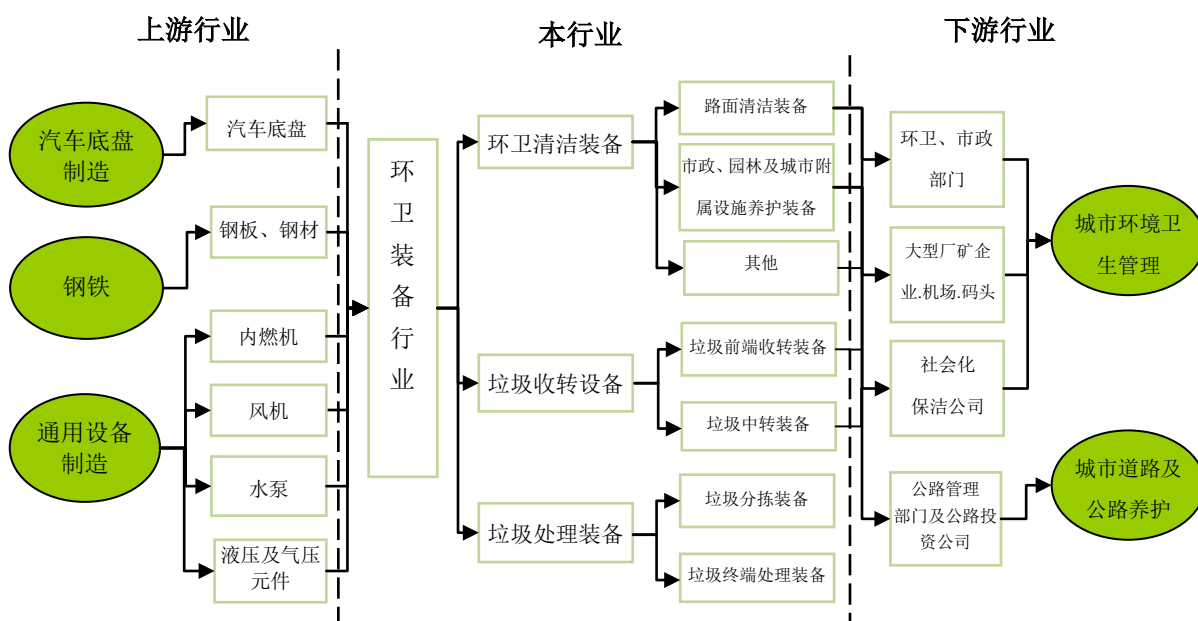 上游行业
本行业
下游行业
汽车底盘
制造
钢铁
通用设备
制造
汽车底盘
钢板、钢材
内燃机
风机
水泵
液压及气压
元件
环
卫
装
备
行
业
环卫清洁装备
垃圾收转设备
垃圾处理装备
路面清洁装备
市政、园林及城市附
属设施养护装备
其他
垃圾前端收转装备
垃圾中转装备
垃圾分拣装备
垃圾终端处理装备
环卫、市政
部门
大型厂矿企
业.机场.码头
社会化
保洁公司
公路管理
部门及公路投
资公司
城市环境卫
生管理
城市道路及
公路养护